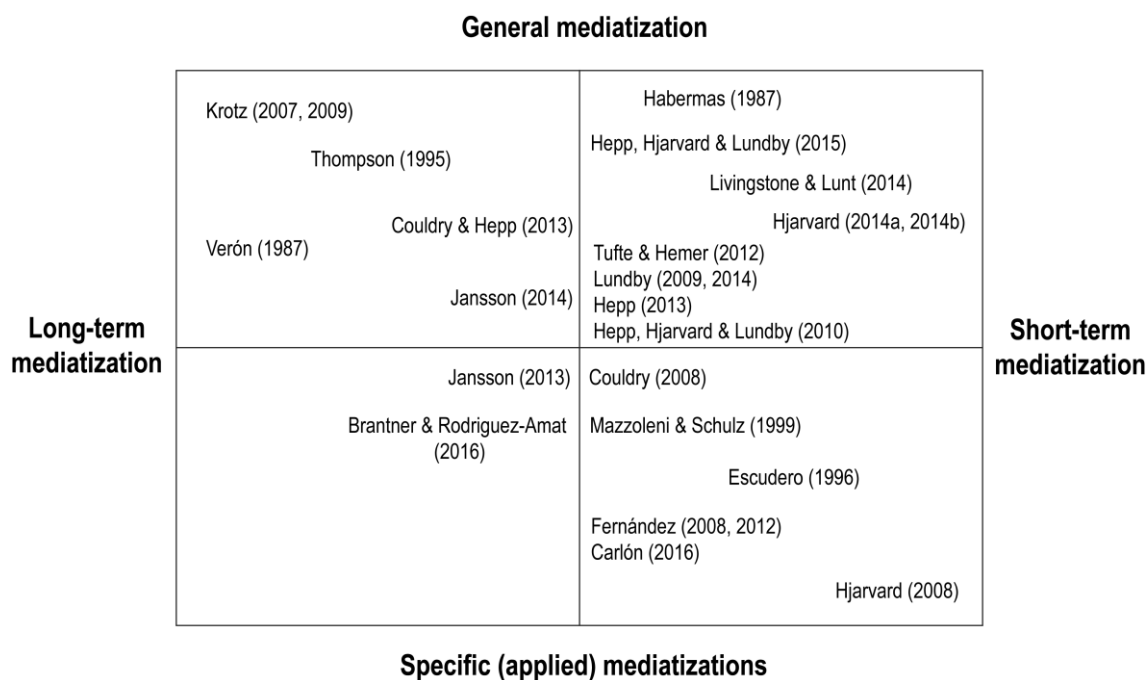 General mediatization
Krotz (2007, 2009)
Thompson (1995)
Couldry & Hepp (2013)
Verón (1987)
Jansson (2014)
Habermas (1987)
Hepp, Hjarvard & Lundby (2015)
Livingstone & Lunt (2014)
Hjarvard (2014a, 2014b)
Tufte & Hemer (2012)
Lundby (2009, 2014)
Hepp (2013)
Hepp, Hjarvard & Lundby (2010)
Long-term
mediatization
Short-term
mediatization
Jansson (2013)
Brantner & Rodriguez-Amat
(2016)
Couldry (2008)
Mazzoleni & Schulz (1999)
Escudero (1996)
Fernández (2008, 2012)
Carlón (2016)
Hjarvard (2008)
Specific (applied) mediatizations